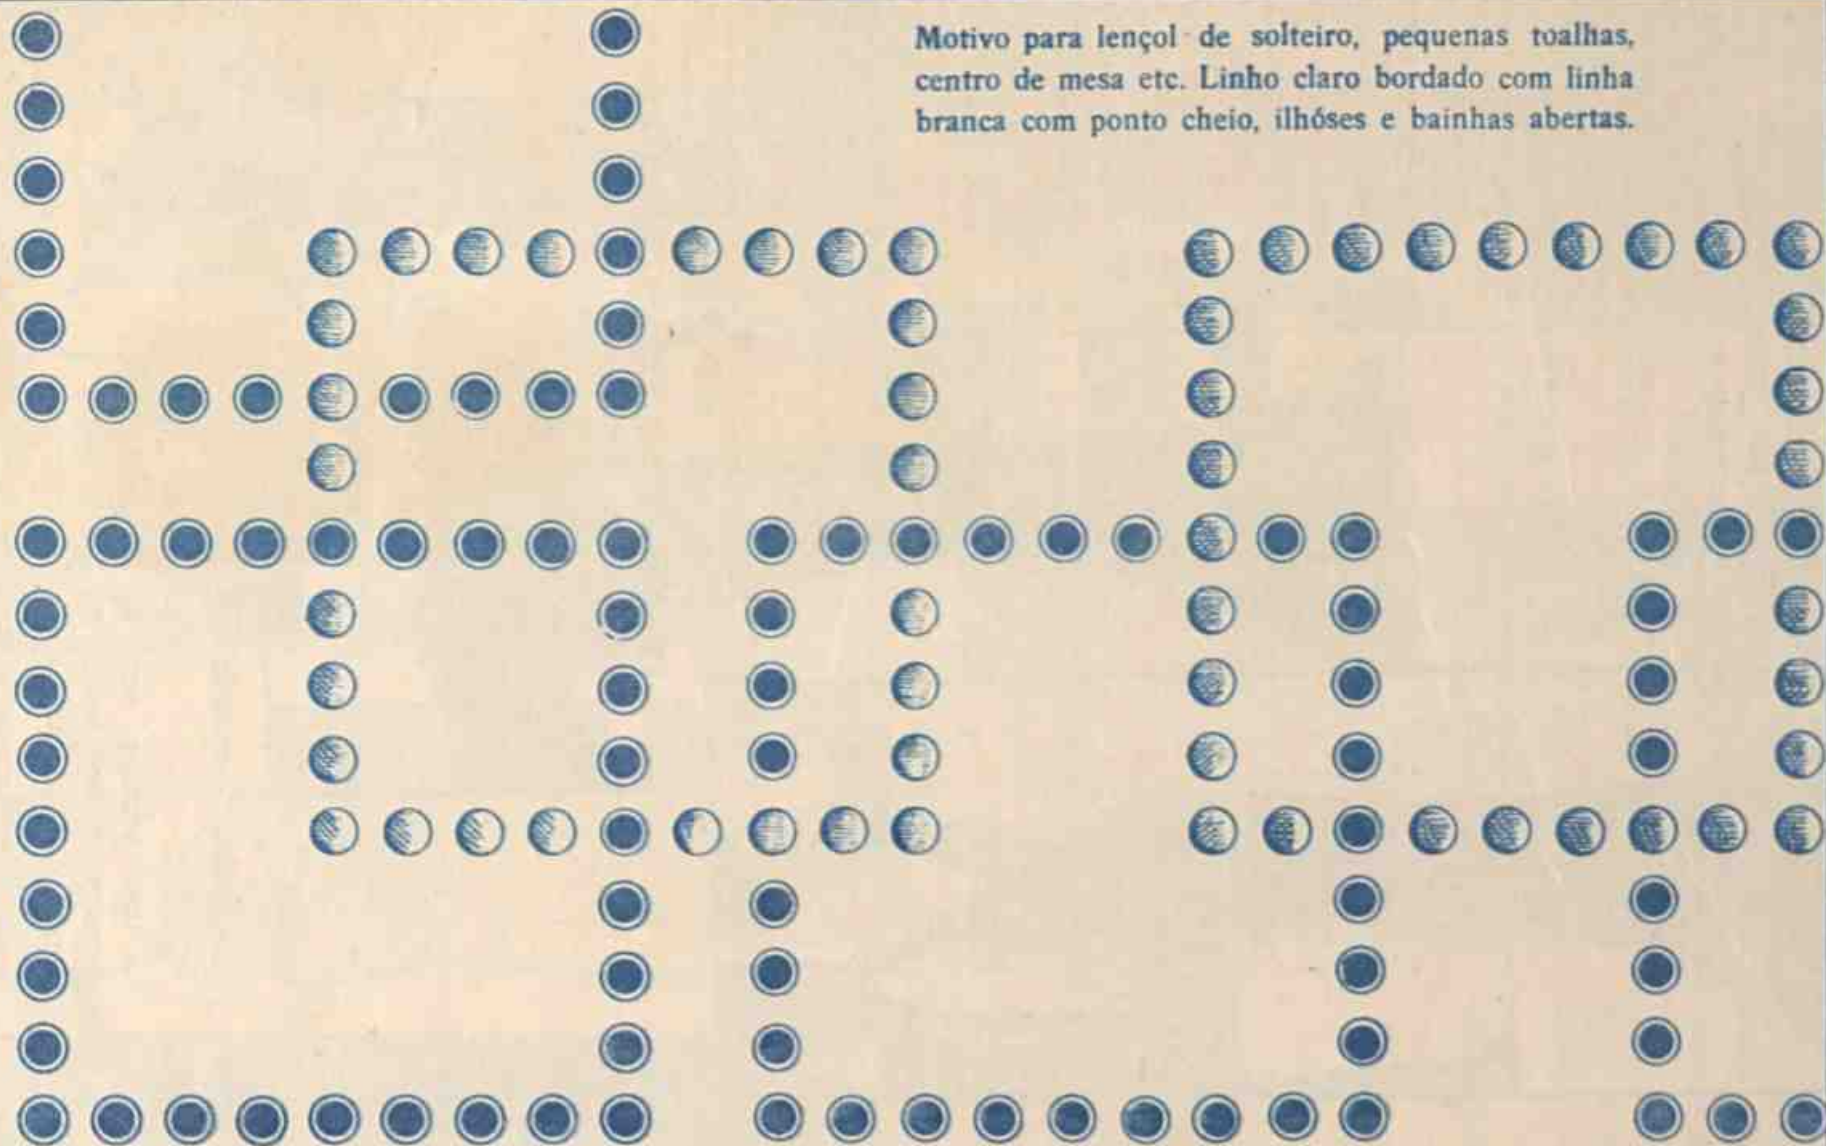 Motivo para lençol de solteiro, pequenas toalhas,
centro de mesa etc. Linho claro bordado com linha
branca com ponto cheio, ilhóses e bainhas abertas.